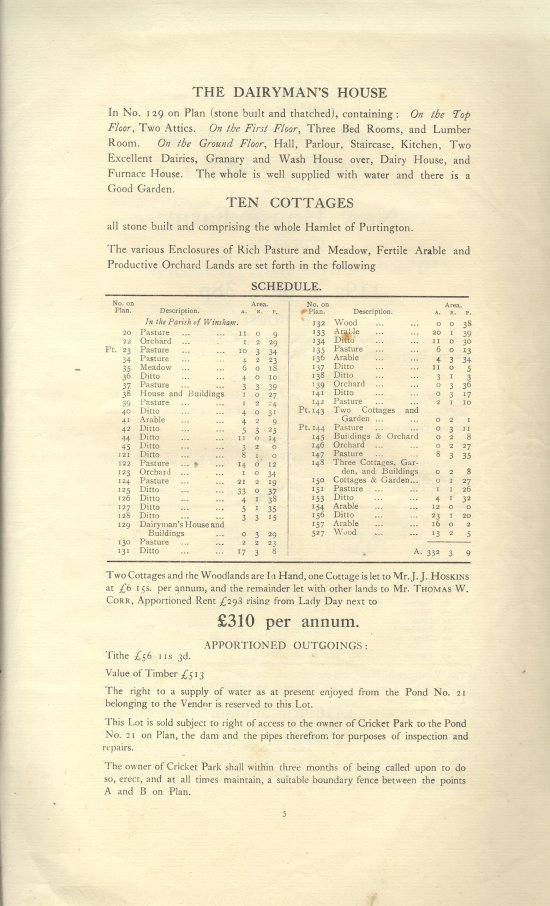 THE DAIRYMAN'S HOUSE
In No. 129 on Plan (stone built and thatched), containing : On the Top
Floor, Two Attics. On the First Floor, Three Bed Rooms, and Lumber
Room. On the Ground Floor, Hall, Parlour, Staircase, Kitchen, Two
Excellent Dairies, Granary and Wash House over, Dairy House, and
Furnace House. The whole is well supplied with water and there is a
Good Garden.
TEN COTTAGES
all stone built and comprising the whole Hamlet of Purtington.
The various Enclosures of Rich Pasture and Meadow, Fertile Arable and
Productive Orchard Lands are set forth in the following
SCHEDULE.
No. on Plan. Description. Area. A. R. P.
In the Parish of Winsham.
20 Pasture ... ... 11 0 9
22 Orchard ... ... 1 2 29
Pt. 23 Pasture ... ... 10 3 34
34 Pasture ... ... 4 2 23
35 Meadow ... ... 6 0 18
36 Ditto ... ... 4 0 10
37 Pasture ... ... 3 3 39
38 House and Buildings 1 0 27
39 Pasture ... ... 1 2 24
40 Ditto ... ... 4 0 31
41 Arable ... ... 4 2 9
42 Ditto ... ... 5 3 25
44 Ditto ... ... 11 0 14
45 Ditto ... ... 3 2 0
121 Ditto ... ... 8 1 0
122 Pasture ... ... 14 0 12
123 Orchard ... ... 1 0 34
124 Pasture ... ... 21 2 19
125 Ditto ... ... 33 0 37
126 Ditto ... ... 4 1 38
127 Ditto ... ... 5 1 35
128 Ditto ... ... 3 3 15
129 Dairyman's House and
Buildings ... 0 3 29
130 Pasture ... ... 2 2 23
131 Ditto ... ... 17 3 8
No. on Plan. Description. Area. A. R. P.
132 Wood ... ... 0 0 38
133 Arable ... ... 20 1 39
134 Ditto ... ... 11 0 30
135 Pasture ... ... 6 0 13
136 Arable ... ... 4 3 34
137 Ditto ... ... 11 0 5
138 Ditto ... ... 3 1 3
139 Orchard ... ... 0 3 36
141 Ditto ... ... 0 3 17
142 Pasture ... ... 2 1 10
Pt. 143 Two Cottages and
Garden ... ... 0 2 1
Pt. 144 Pasture ... ... 0 3 11
145 Buildings & Orchard 0 2 8
146 Orchard ... ... 0 2 27
147 Pasture ... ... 8 3 35
148 Three Cottages, Gar-
den, and Buildings 0 2 8
150 Cottages & Garden... 0 1 27
151 Pasture ... ... 1 1 26
153 Ditto ... ... 4 1 32
154 Arable ... ... 12 0 0
156 Ditto ... ... 23 1 20
157 Arable ... ... 16 0 2
527 Wood ... ... 13 2 5
A. 332 3 9
Two Cottages and the Woodlands are In Hand, one Cottage is let to Mr. J. J. HOSKINS
at £6 15s. per annum, and the remainder let with other lands to Mr. THOMAS W.
CORR, Apportioned Rent £298 rising from Lady Day next to
£310 per annum.
APPORTIONED OUTGOINGS :
Tithe £56 11s 3d.
Value of Timber £513
The right to a supply of water as at present enjoyed from the Pond No. 21
belonging to the Vendor is reserved to this Lot.
This Lot is sold subject to right of access to the owner of Cricket Park to the Pond
No. 21 on Plan, the dam and the pipes therefrom for purposes of inspection and
repairs.
The owner of Cricket Park shall within three months of being called upon to do
so, erect, and at all times maintain, a suitable boundary fence between the points
A and B on Plan.
5